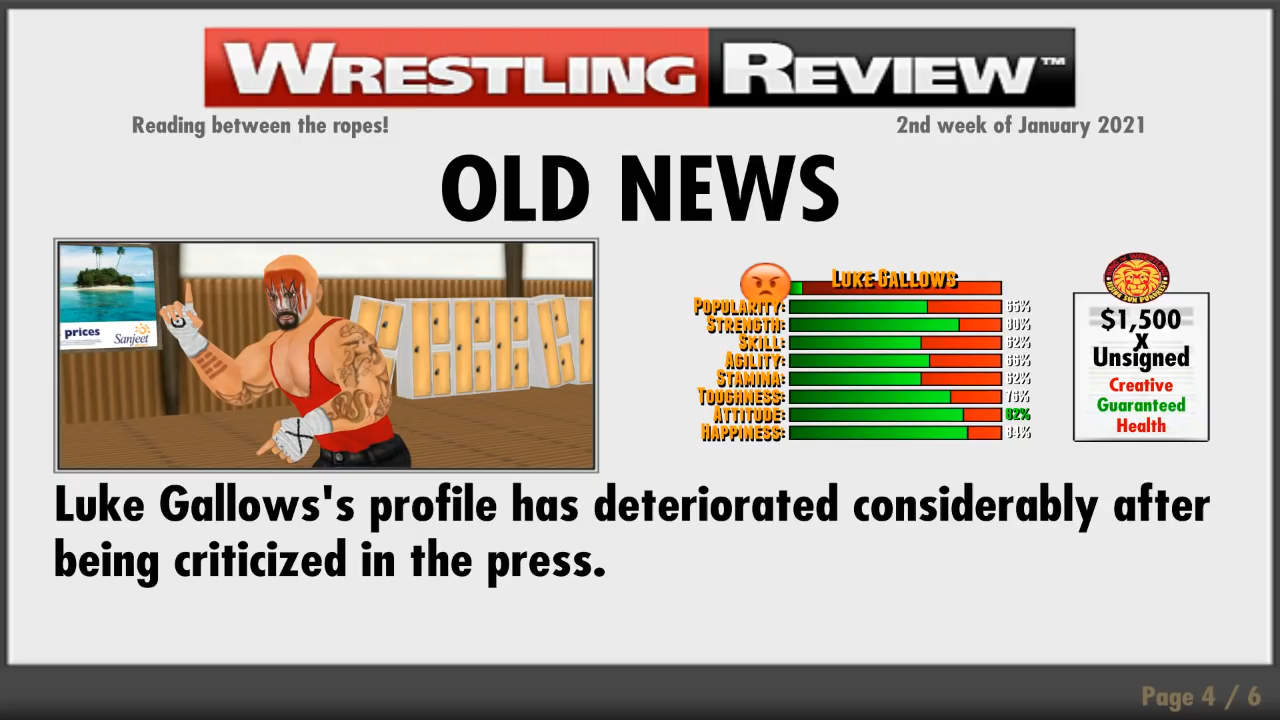 WRESTLING REVIEW™
Reading between the ropes!
2nd week of January 2021
OLD NEWS
prices
Sanjeet
LUKE GALLOWS
POPULARITY: 65%
STRENGTH: 80%
SKILL: 62%
AGILITY: 66%
STAMINA: 62%
TOUGHNESS: 76%
ATTITUDE: 82%
HAPPINESS: 84%
$1,500
X
Unsigned
Creative
Guaranteed
Health
Luke Gallows's profile has deteriorated considerably after
being criticized in the press.
Page 4 / 6